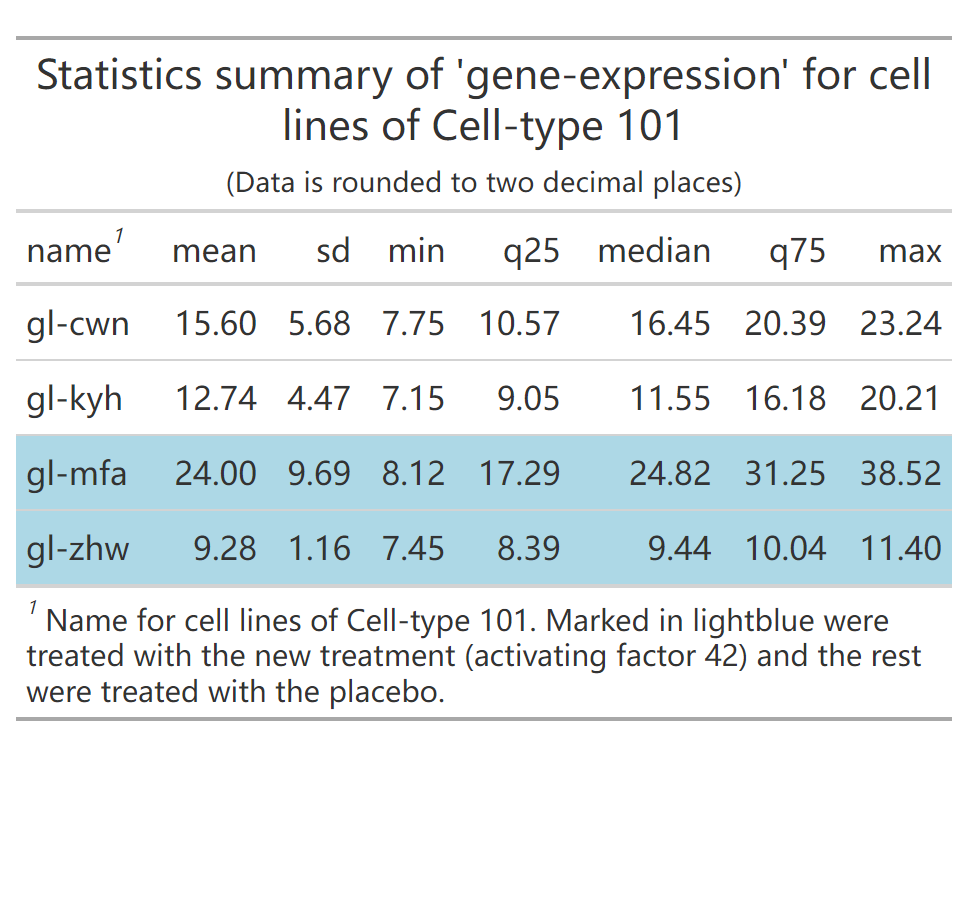 Statistics summary of 'gene-expression' for cell
lines of Cell-type 101
(Data is rounded to two decimal places)
name1 mean sd min q25 median q75 max
gl-cwn 15.60 5.68 7.75 10.57 16.45 20.39 23.24
gl-kyh 12.74 4.47 7.15 9.05 11.55 16.18 20.21
gl-mfa 24.00 9.69 8.12 17.29 24.82 31.25 38.52
gl-zhw 9.28 1.16 7.45 8.39 9.44 10.04 11.40
1 Name for cell lines of Cell-type 101. Marked in lightblue were
treated with the new treatment (activating factor 42) and the rest
were treated with the placebo.